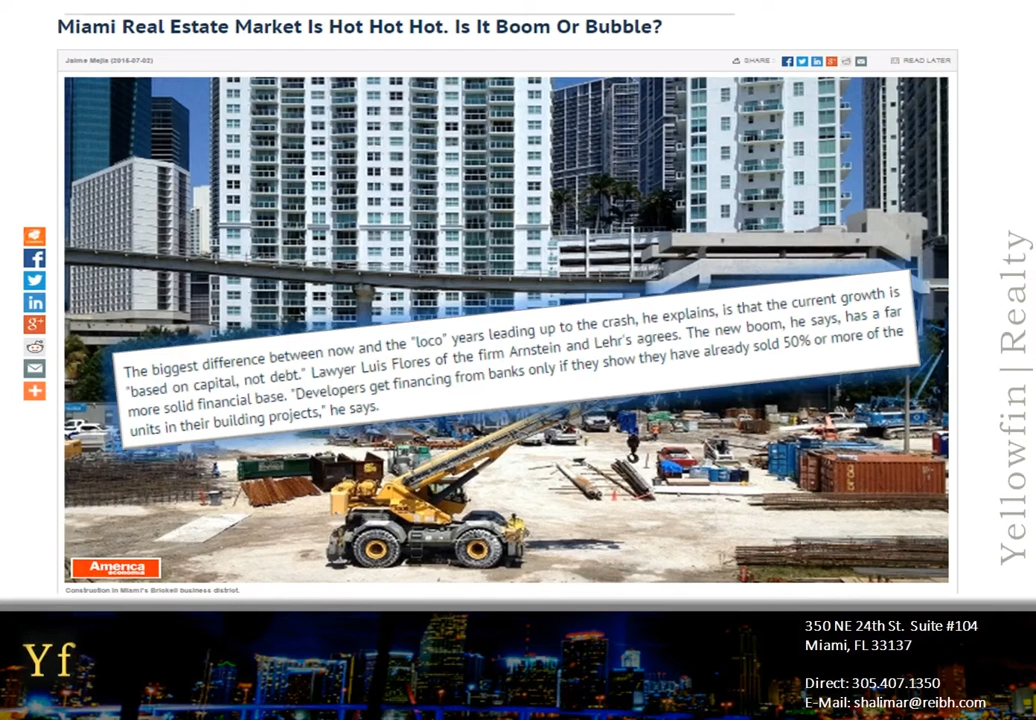 Miami Real Estate Market Is Hot Hot Hot. Is It Boom Or Bubble?
Jaime Mejia (2015-07-02)
SHARE :
READ LATER
The biggest difference between now and the "loco" years leading up to the crash, he explains, is that the current growth is
"based on capital, not debt." Lawyer Luis Flores of the firm Arnstein and Lehr's agrees. The new boom, he says, has a far
more solid financial base. "Developers get financing from banks only if they show they have already sold 50% or more of the
units in their building projects," he says.
America
economia
Construction in Miami's Brickell business district.
Yellowfin | Realty
Yf
350 NE 24th St. Suite #104
Miami, FL 33137
Direct: 305.407.1350
E-Mail: shalimar@reibh.com